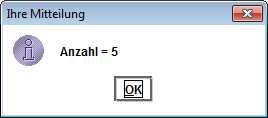 Ihre Mitteilung
Anzahl = 5
OK